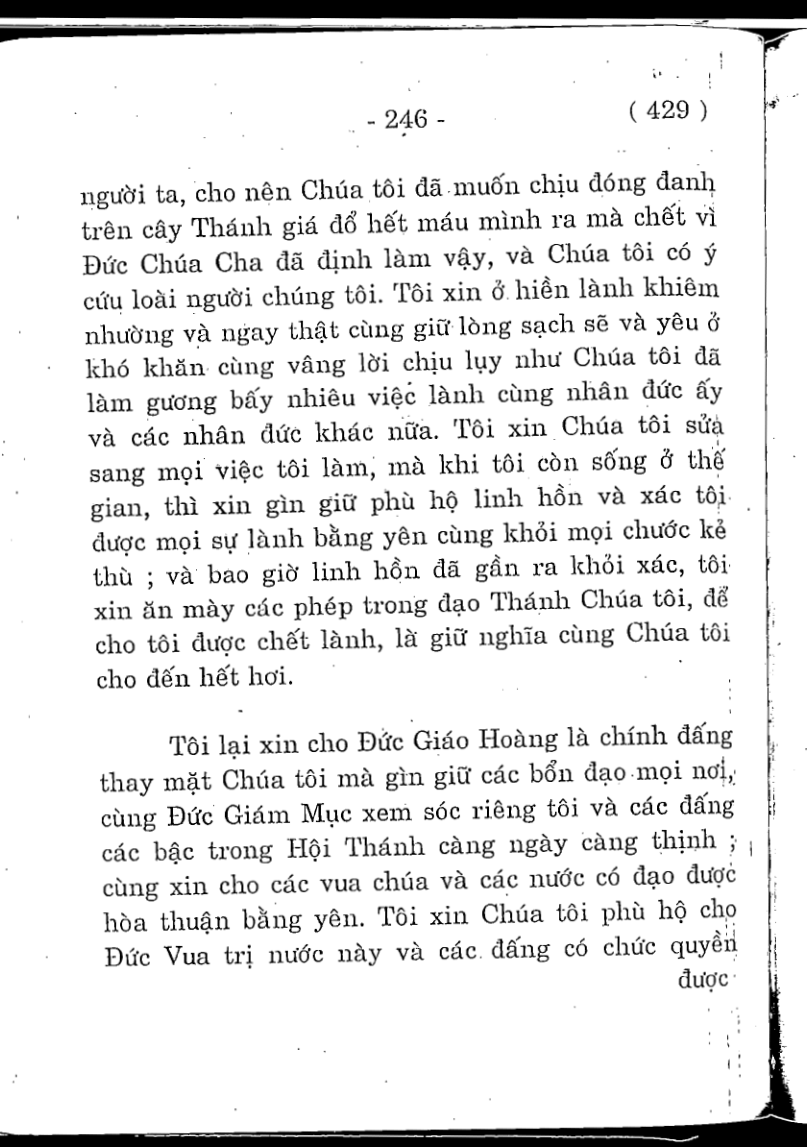 - 246 -
( 429 )
người ta, cho nên Chúa tôi đã muốn chịu đóng đanh
trên cây Thánh giá đổ hết máu mình ra mà chết vì
Đức Chúa Cha đã định làm vậy, và Chúa tôi có ý
cứu loài người chúng tôi. Tôi xin ở hiền lành khiêm
nhường và ngay thật cùng giữ lòng sạch sẽ và yêu ở
khó khăn cùng vâng lời chịu lụy như Chúa tôi đã
làm gương bấy nhiêu việc lành cùng nhân đức ấy
và các nhân đức khác nữa. Tôi xin Chúa tôi sửa
sang mọi việc tôi làm, mà khi tôi còn sống ở thế
gian, thì xin gìn giữ phù hộ linh hồn và xác tôi
được mọi sự lành bằng yên cùng khỏi mọi chước kẻ
thù ; và bao giờ linh hồn đã gần ra khỏi xác, tôi
xin ăn mày các phép trong đạo Thánh Chúa tôi, để
cho tôi được chết lành, là giữ nghĩa cùng Chúa tôi
cho đến hết hơi.
Tôi lại xin cho Đức Giáo Hoàng là chính đấng
thay mặt Chúa tôi mà gìn giữ các bổn đạo mọi nơi,
cùng Đức Giám Mục xem sóc riêng tôi và các đấng
các bậc trong Hội Thánh càng ngày càng thịnh ;
cùng xin cho các vua chúa và các nước có đạo được
hòa thuận bằng yên. Tôi xin Chúa tôi phù hộ cho
Đức Vua trị nước này và các đấng có chức quyền
được